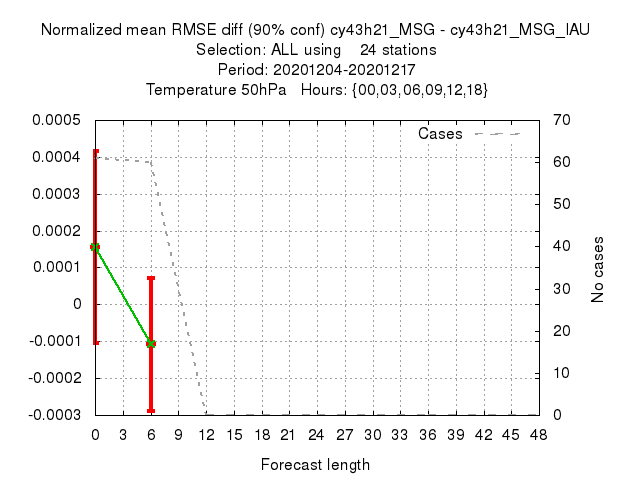 Normalized mean RMSE diff (90% conf) cy43h21_MSG - cy43h21_MSG_IAU
Selection: ALL using    24 stations
Period: 20201204-20201217
Temperature 50hPa   Hours: {00,03,06,09,12,18}
Cases
0.0005
0.0004
0.0003
0.0002
0.0001
0
-0.0001
-0.0002
-0.0003
70
60
50
40
30
20
10
0
No cases
0 3 6 9 12 15 18 21 24 27 30 33 36 39 42 45 48
Forecast length